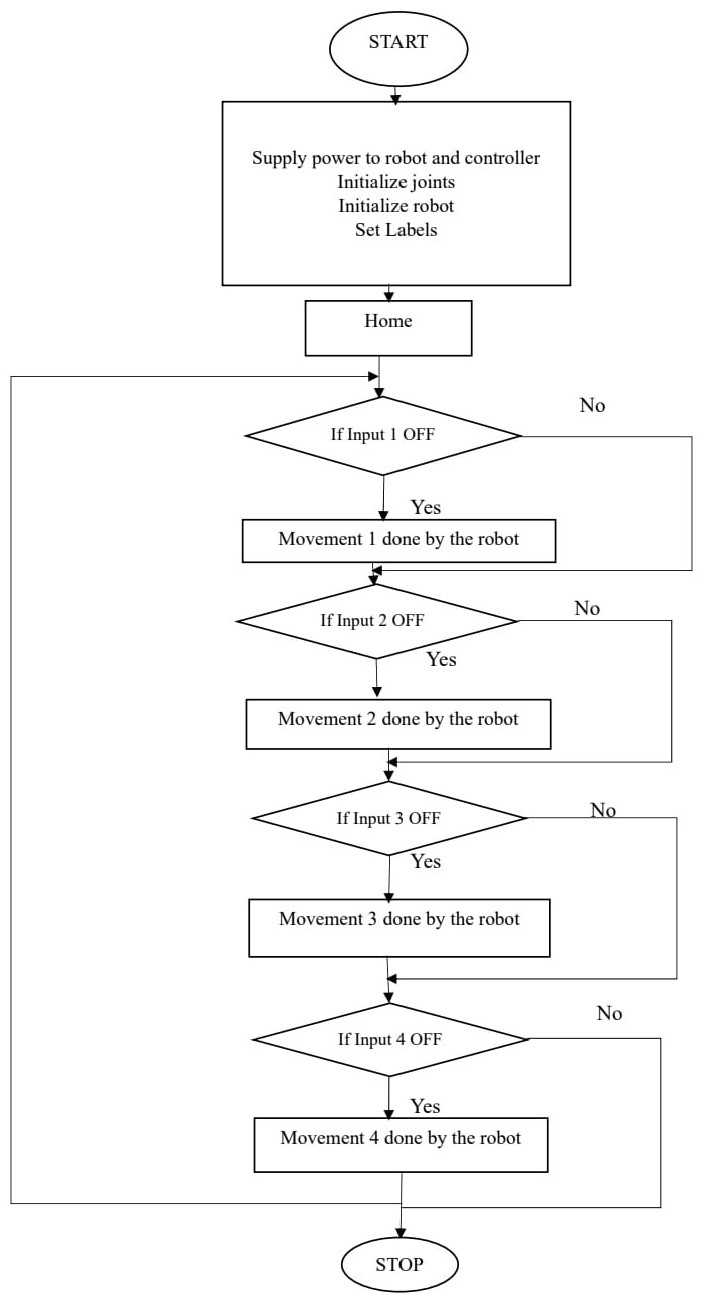 START
Supply power to robot and controller
Initialize joints
Initialize robot
Set Labels
Home
No
If Input 1 OFF
Yes
Movement 1 done by the robot
No
If Input 2 OFF
Yes
Movement 2 done by the robot
No
If Input 3 OFF
Yes
Movement 3 done by the robot
No
If Input 4 OFF
Yes
Movement 4 done by the robot
STOP